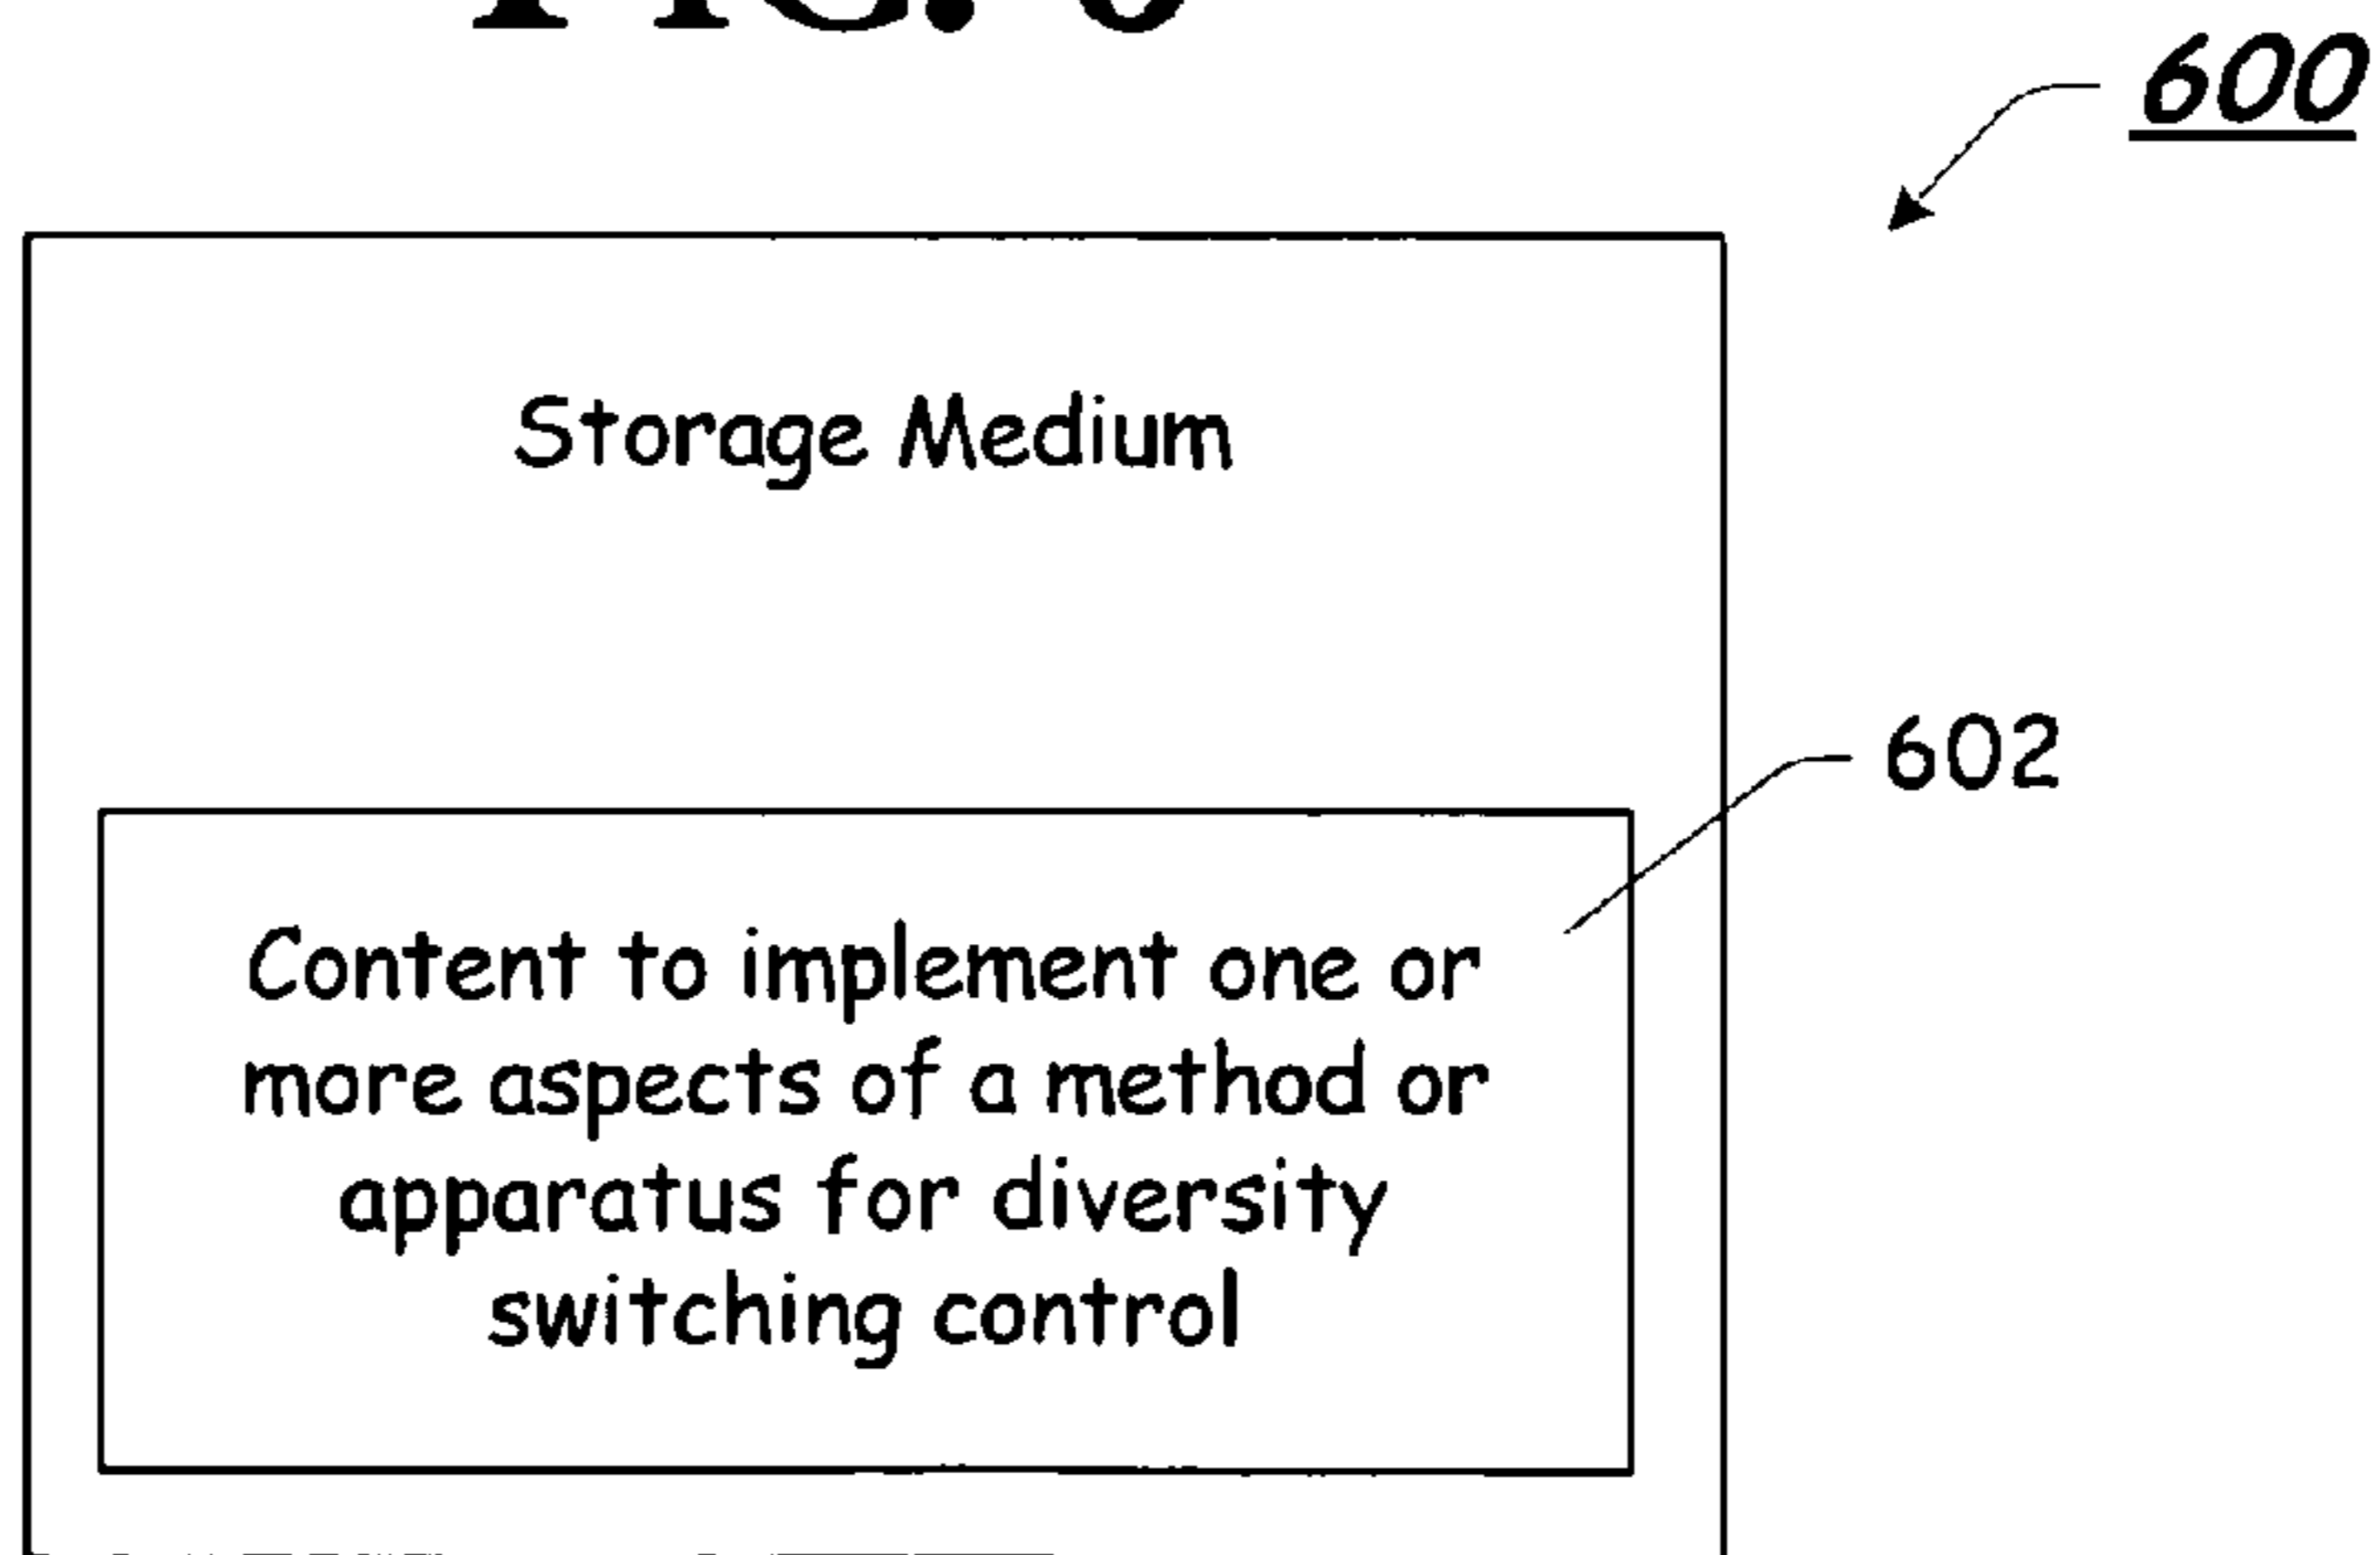 FIG.
600
Storage Medium
602
Content to implement one or
more aspects of a method or
apparatus for diversity
switching control